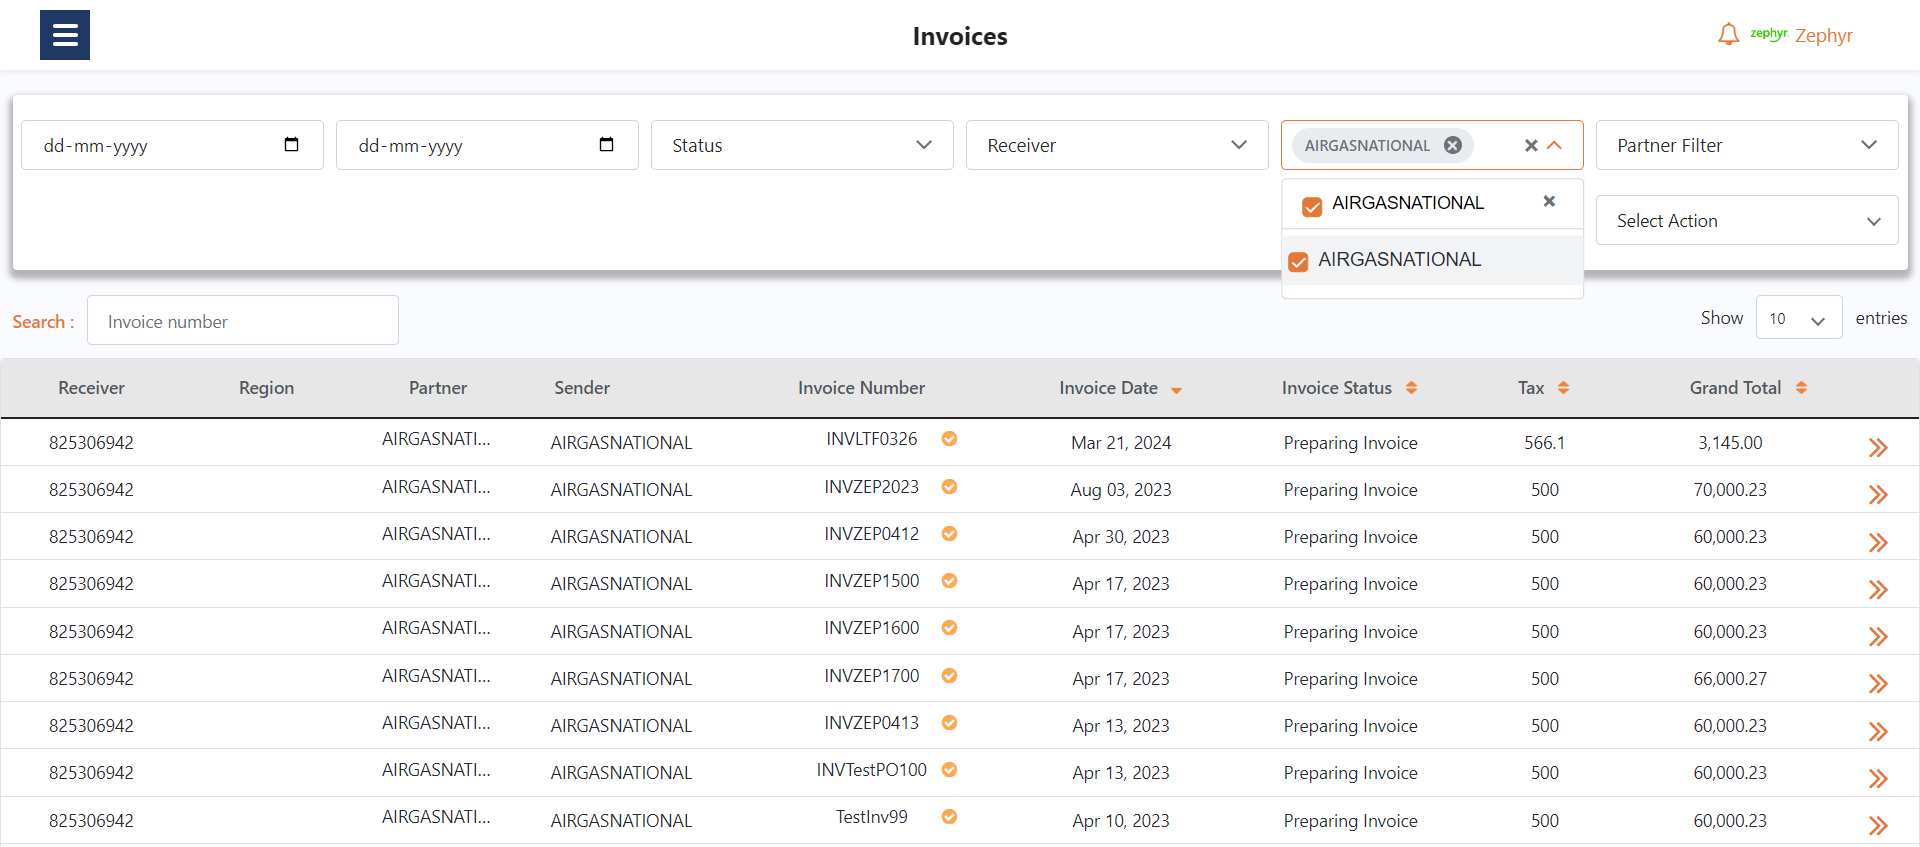 Invoices
zephyr Zephyr
dd-mm-yyyy dd-mm-yyyy Status Receiver AIRGASNATIONAL Partner Filter
AIRGASNATIONAL
Select Action
AIRGASNATIONAL
Search : Invoice number Show 10 entries
Receiver Region Partner Sender Invoice Number Invoice Date Invoice Status Tax Grand Total
825306942 AIRGASNATI... AIRGASNATIONAL INVLTF0326 Mar 21, 2024 Preparing Invoice 566.1 3,145.00
825306942 AIRGASNATI... AIRGASNATIONAL INVZEP2023 Aug 03, 2023 Preparing Invoice 500 70,000.23
825306942 AIRGASNATI... AIRGASNATIONAL INVZEP0412 Apr 30, 2023 Preparing Invoice 500 60,000.23
825306942 AIRGASNATI... AIRGASNATIONAL INVZEP1500 Apr 17, 2023 Preparing Invoice 500 60,000.23
825306942 AIRGASNATI... AIRGASNATIONAL INVZEP1600 Apr 17, 2023 Preparing Invoice 500 60,000.23
825306942 AIRGASNATI... AIRGASNATIONAL INVZEP1700 Apr 17, 2023 Preparing Invoice 500 66,000.27
825306942 AIRGASNATI... AIRGASNATIONAL INVZEP0413 Apr 13, 2023 Preparing Invoice 500 60,000.23
825306942 AIRGASNATI... AIRGASNATIONAL INVTestPO100 Apr 13, 2023 Preparing Invoice 500 60,000.23
825306942 AIRGASNATI... AIRGASNATIONAL TestInv99 Apr 10, 2023 Preparing Invoice 500 60,000.23